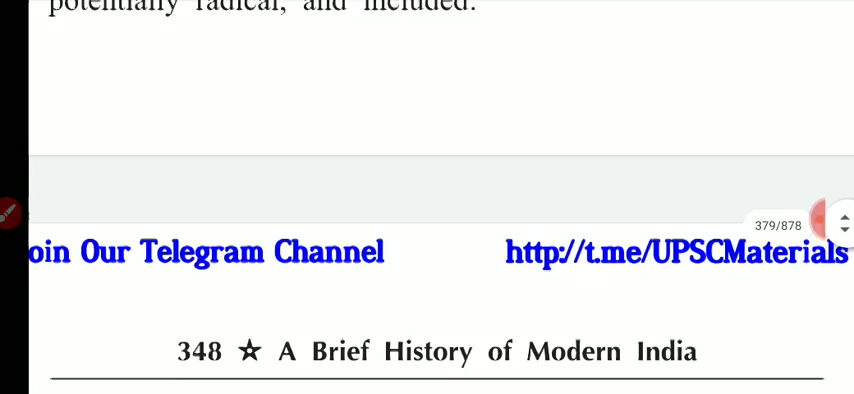 potentially radical, and included:
379/878
oin Our Telegram Channel http://t.me/UPSCMaterials
348 ☆ A Brief History of Modern India